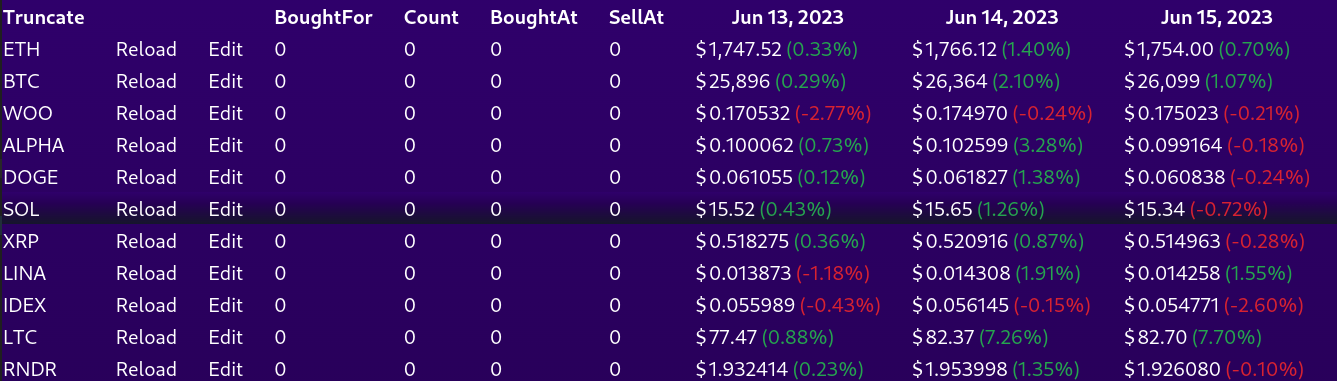 Truncate BoughtFor Count BoughtAt SellAt Jun 13, 2023 Jun 14, 2023 Jun 15, 2023
ETH Reload Edit 0 0 0 0 $1,747.52 (0.33%) $1,766.12 (1.40%) $1,754.00 (0.70%)
BTC Reload Edit 0 0 0 0 $25,896 (0.29%) $26,364 (2.10%) $26,099 (1.07%)
WOO Reload Edit 0 0 0 0 $0.170532 (-2.77%) $0.174970 (-0.24%) $0.175023 (-0.21%)
ALPHA Reload Edit 0 0 0 0 $0.100062 (0.73%) $0.102599 (3.28%) $0.099164 (-0.18%)
DOGE Reload Edit 0 0 0 0 $0.061055 (0.12%) $0.061827 (1.38%) $0.060838 (-0.24%)
SOL Reload Edit 0 0 0 0 $15.52 (0.43%) $15.65 (1.26%) $15.34 (-0.72%)
XRP Reload Edit 0 0 0 0 $0.518275 (0.36%) $0.520916 (0.87%) $0.514963 (-0.28%)
LINA Reload Edit 0 0 0 0 $0.013873 (-1.18%) $0.014308 (1.91%) $0.014258 (1.55%)
IDEX Reload Edit 0 0 0 0 $0.055989 (-0.43%) $0.056145 (-0.15%) $0.054771 (-2.60%)
LTC Reload Edit 0 0 0 0 $77.47 (0.88%) $82.37 (7.26%) $82.70 (7.70%)
RNDR Reload Edit 0 0 0 0 $1.932414 (0.23%) $1.953998 (1.35%) $1.926080 (-0.10%)